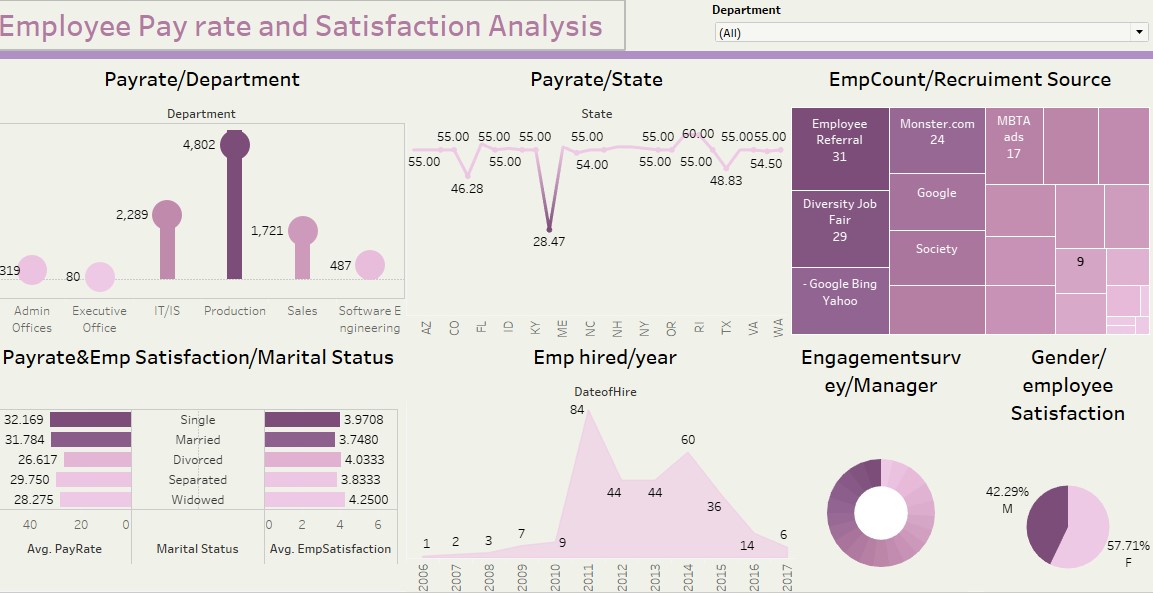 Employee Pay rate and Satisfaction Analysis
Department
(All)
Payrate/Department
Department
4,802
2,289
1,721
319
80
487
Admin
Offices
Executive
Office
IT/IS
Production
Sales
Software E
ngineering
Payrate/State
State
55.00 55.00 55.00 55.00 55.00 60.00 55.00 55.00
55.00 55.00 54.00 55.00 55.00 54.50
46.28
48.83
28.47
AZ
CO
FL
ID
KY
ME
NC
NH
NY
OR
RI
TX
VA
WA
EmpCount/Recruiment Source
Employee
Referral
31
Diversity Job
Fair
29
- Google Bing
Yahoo
Monster.com
24
Google
Society
MBTA
ads
17
9
Payrate&Emp Satisfaction/Marital Status
32.169 Single 3.9708
31.784 Married 3.7480
26.617 Divorced 4.0333
29.750 Separated 3.8333
28.275 Widowed 4.2500
40 20 0 0 2 4 6
Avg. PayRate Marital Status Avg. EmpSatisfaction
Emp hired/year
DateofHire
84
60
44
44
36
14
6
1
2
3
7
9
2006
2007
2008
2009
2010
2011
2012
2013
2014
2015
2016
2017
Engagementsurv
ey/Manager
Gender/
employee
Satisfaction
42.29%
M
57.71%
F